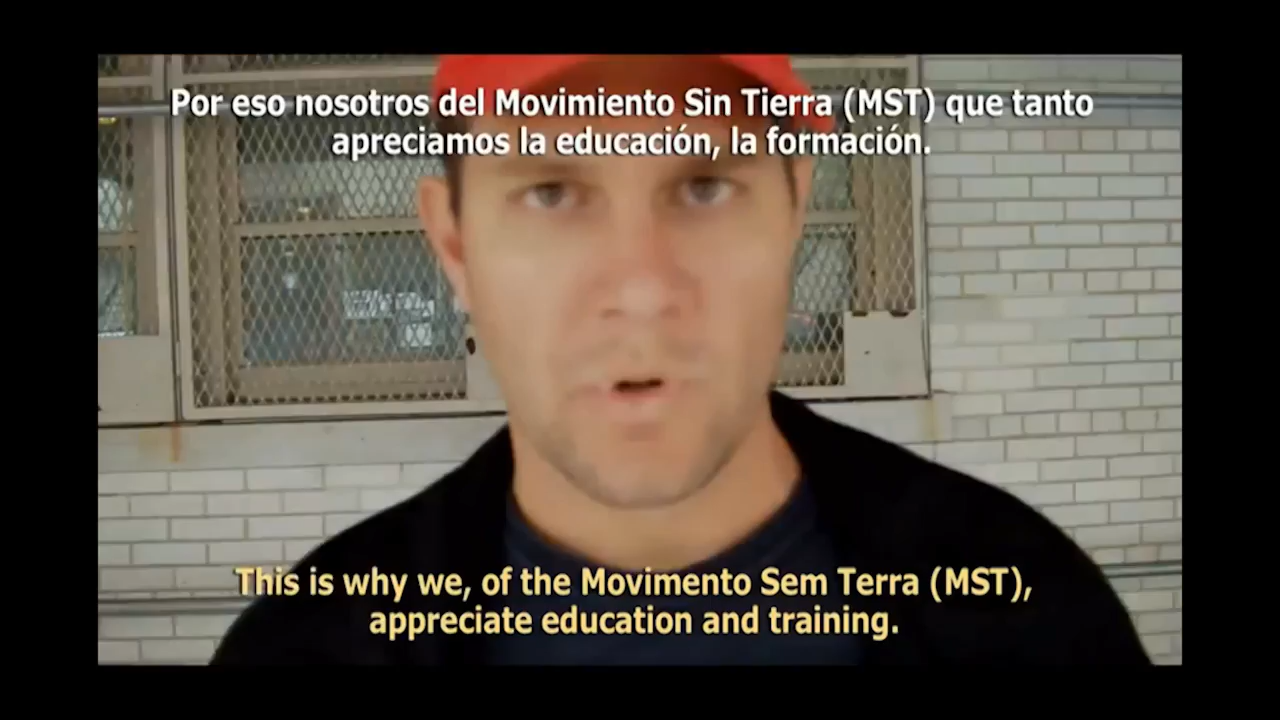 Por eso nosotros del Movimiento Sin Tierra (MST) que tanto
apreciamos la educación, la formación.
This is why we, of the Movimento Sem Terra (MST),
appreciate education and training.